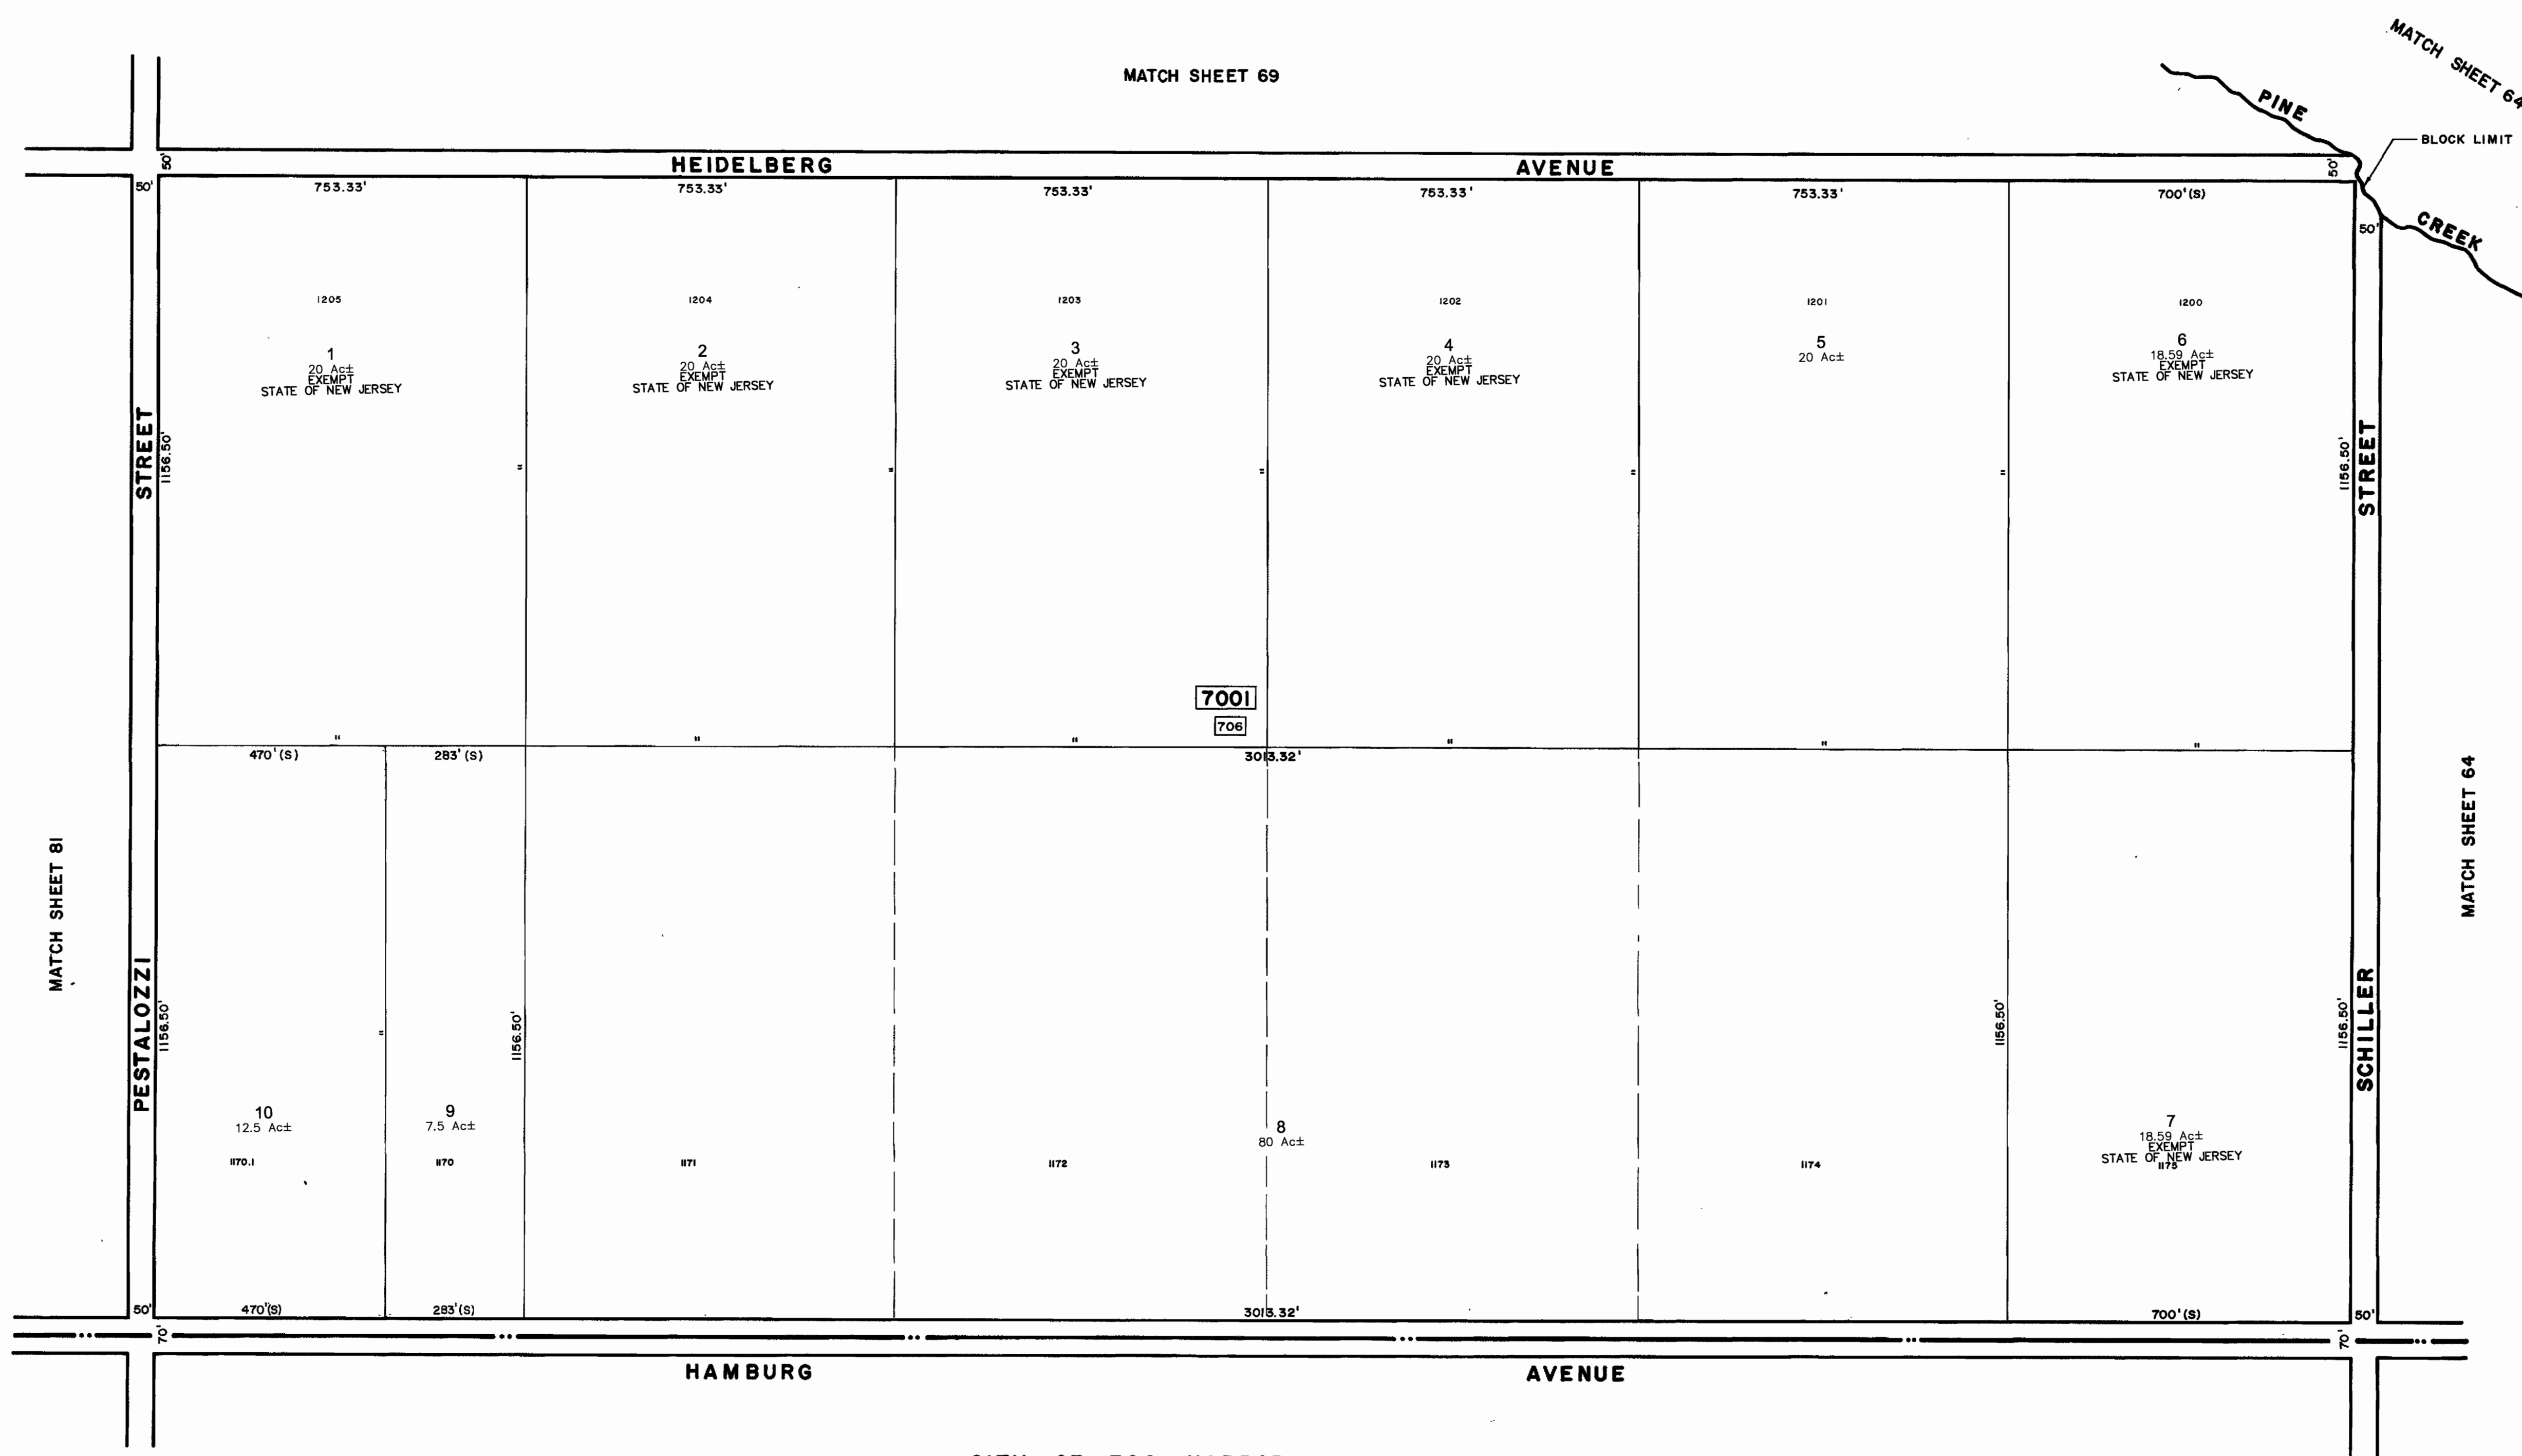 MATCH SHEET 69
MATCH SHEET 64
PINE
CREEK
BLOCK LIMIT
HEIDELBERG AVENUE
50'
50'
50'
50'
753.33'
753.33'
753.33'
753.33'
753.33'
700'(S)
1205
1204
1203
1202
1201
1200
1
20 Ac±
EXEMPT
STATE OF NEW JERSEY
2
20 Ac±
EXEMPT
STATE OF NEW JERSEY
3
20 Ac±
EXEMPT
STATE OF NEW JERSEY
4
20 Ac±
EXEMPT
STATE OF NEW JERSEY
5
20 Ac±
6
18.59 Ac±
EXEMPT
STATE OF NEW JERSEY
PESTALOZZI STREET
1156.50'
"
"
"
"
"
1156.50'
SCHILLER STREET
7001
706
"
"
"
"
"
"
470'(S)
283'(S)
3013.32'
MATCH SHEET 81
MATCH SHEET 64
1156.50'
"
1156.50'
1156.50'
1156.50'
10
12.5 Ac±
1170.1
9
7.5 Ac±
1170
1171
1172
8
80 Ac±
1173
1174
7
18.59 Ac±
EXEMPT
STATE OF NEW JERSEY
1175
50'
470'(S)
283'(S)
3013.32'
700'(S)
50'
70'
70'
HAMBURG AVENUE